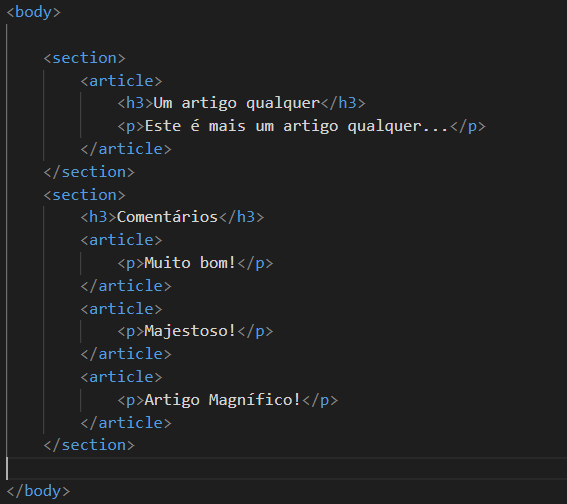 <body>
<section>
<article>
<h3>Um artigo qualquer</h3>
<p>Este é mais um artigo qualquer...</p>
</article>
</section>
<section>
<h3>Comentários</h3>
<article>
<p>Muito bom!</p>
</article>
<article>
<p>Majestoso!</p>
</article>
<article>
<p>Artigo Magnífico!</p>
</article>
</section>
</body>